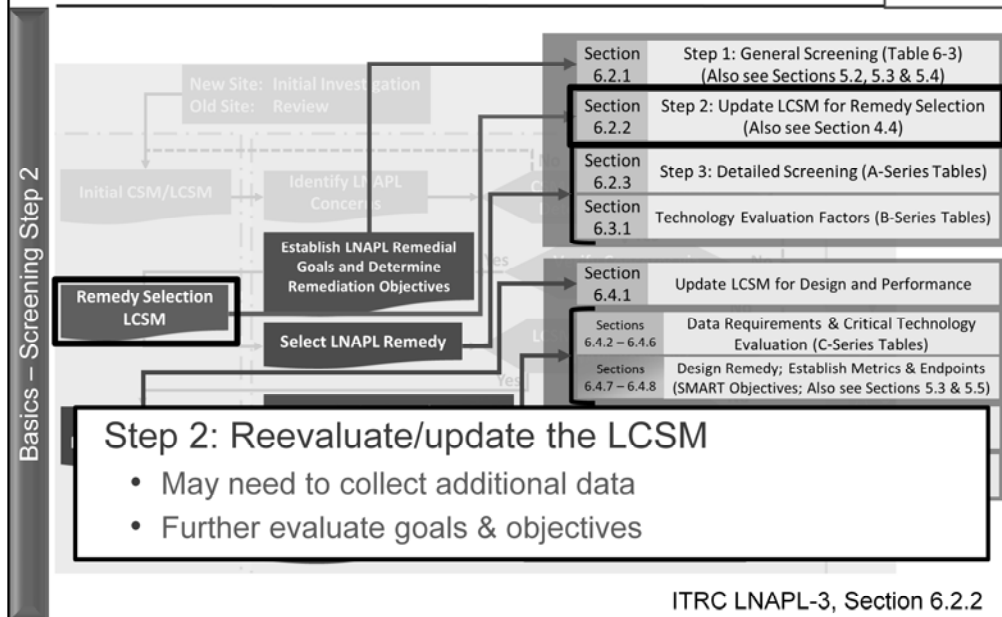 Basics – Screening Step 2
New Site: Initial Investigation
Old Site: Review
Initial CSM/LCSM
Identify LNAPL
Concerns
No
Establish LNAPL Remedial
Goals and Determine
Remediation Objectives
Yes
Remedy Selection
LCSM
Select LNAPL Remedy
Yes
Section
6.2.1
Step 1: General Screening (Table 6-3)
(Also see Sections 5.2, 5.3 & 5.4)
Section
6.2.2
Step 2: Update LCSM for Remedy Selection
(Also see Section 4.4)
Section
6.2.3
Step 3: Detailed Screening (A-Series Tables)
Section
6.3.1
Technology Evaluation Factors (B-Series Tables)
Section
6.4.1
Update LCSM for Design and Performance
Sections
6.4.2 – 6.4.6
Data Requirements & Critical Technology
Evaluation (C-Series Tables)
Sections
6.4.7 – 6.4.8
Design Remedy; Establish Metrics & Endpoints
(SMART Objectives; Also see Sections 5.3 & 5.5)
Step 2: Reevaluate/update the LCSM
• May need to collect additional data
• Further evaluate goals & objectives
ITRC LNAPL-3, Section 6.2.2